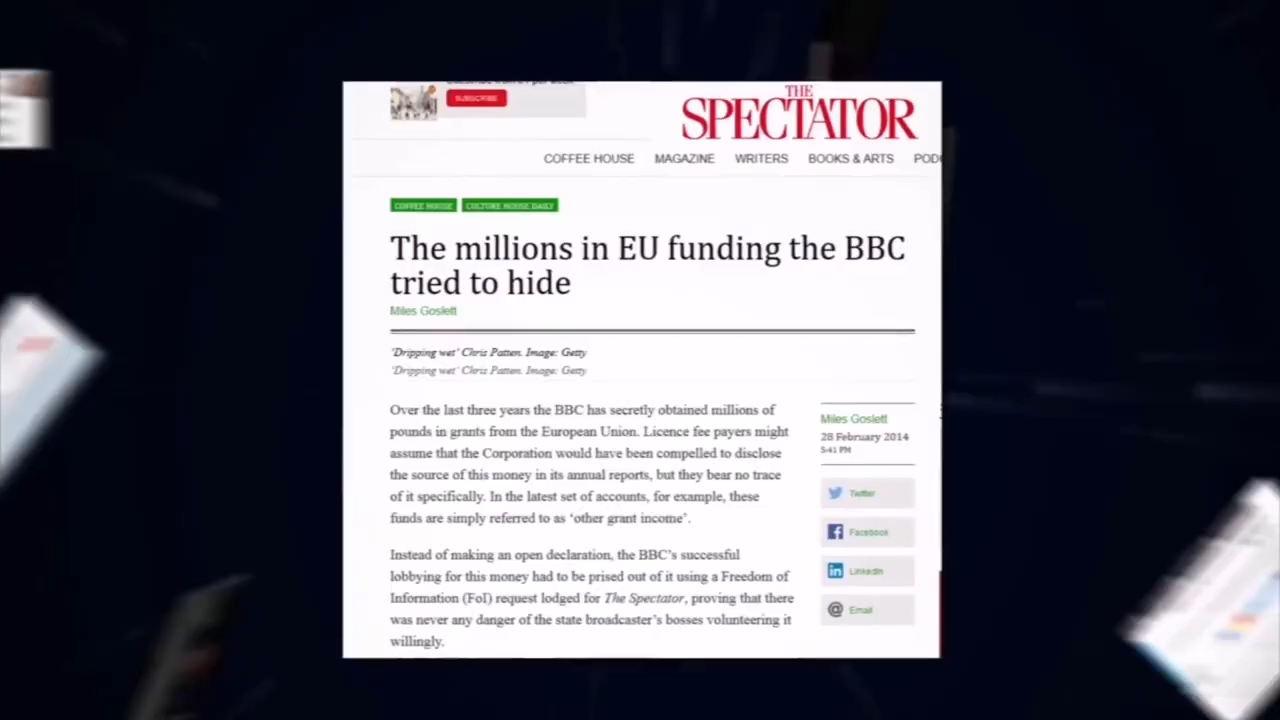 SUBSCRIBE
THE
SPECTATOR
COFFEE HOUSE MAGAZINE WRITERS BOOKS & ARTS PODC
COFFEE HOUSE CULTURE HOUSE DAILY
The millions in EU funding the BBC
tried to hide
Miles Goslett
'Dripping wet' Chris Patten. Image: Getty
'Dripping wet' Chris Patten. Image: Getty
Over the last three years the BBC has secretly obtained millions of
pounds in grants from the European Union. Licence fee payers might
assume that the Corporation would have been compelled to disclose
the source of this money in its annual reports, but they bear no trace
of it specifically. In the latest set of accounts, for example, these
funds are simply referred to as ‘other grant income’.
Instead of making an open declaration, the BBC’s successful
lobbying for this money had to be prised out of it using a Freedom of
Information (FoI) request lodged for The Spectator, proving that there
was never any danger of the state broadcaster’s bosses volunteering it
willingly.
Miles Goslett
28 February 2014
5:41 PM
Twitter
Facebook
LinkedIn
Email